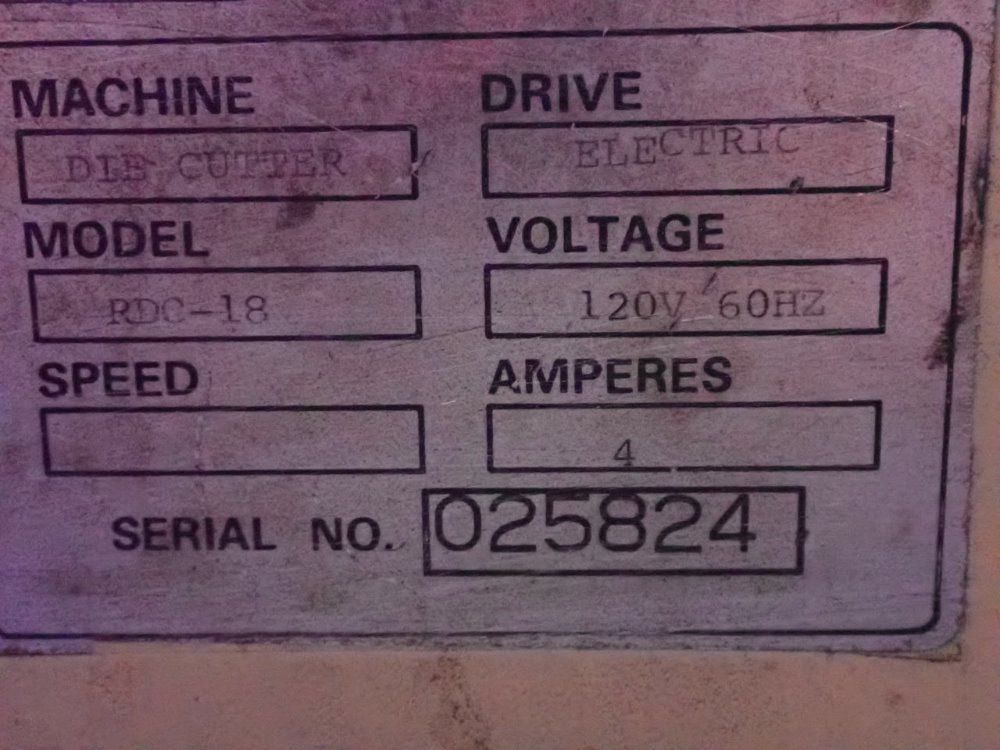 MACHINE DRIVE
DIE CUTTER ELECTRIC
MODEL VOLTAGE
RDC-18 120V 60HZ
SPEED AMPERES
4
SERIAL NO. 025824